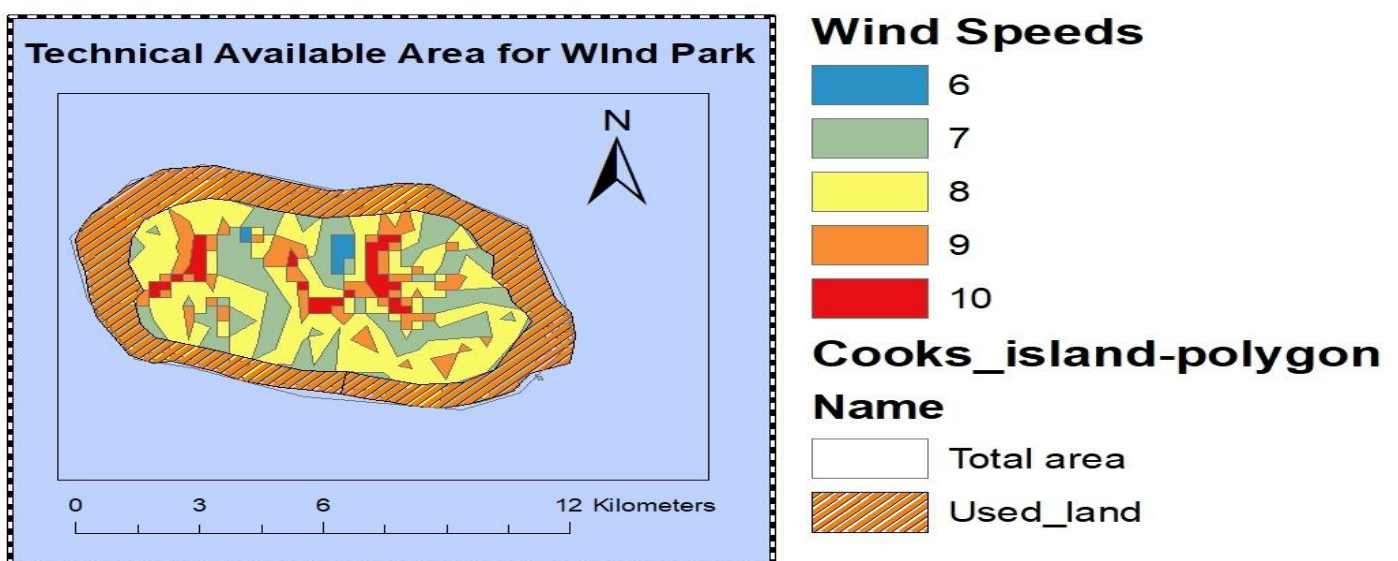 Technical Available Area for WInd Park
N
0 3 6 12 Kilometers
Wind Speeds
6
7
8
9
10
Cooks_island-polygon
Name
Total area
Used_land